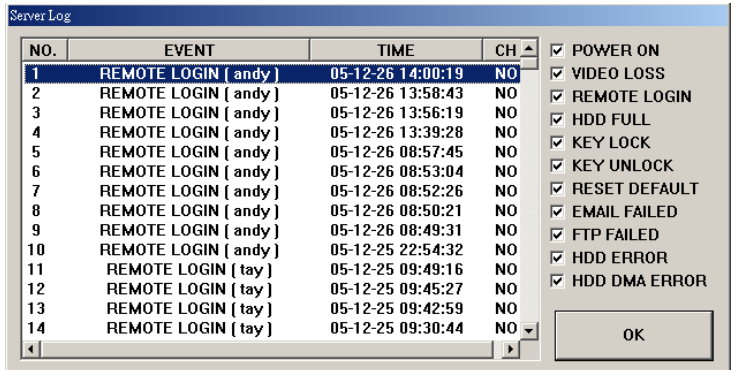 Server Log
NO. EVENT TIME CH
1 REMOTE LOGIN ( andy ) 05-12-26 14:00:19 NO
2 REMOTE LOGIN ( andy ) 05-12-26 13:58:43 NO
3 REMOTE LOGIN ( andy ) 05-12-26 13:56:19 NO
4 REMOTE LOGIN ( andy ) 05-12-26 13:39:28 NO
5 REMOTE LOGIN ( andy ) 05-12-26 08:57:45 NO
6 REMOTE LOGIN ( andy ) 05-12-26 08:53:04 NO
7 REMOTE LOGIN ( andy ) 05-12-26 08:52:26 NO
8 REMOTE LOGIN ( andy ) 05-12-26 08:50:21 NO
9 REMOTE LOGIN ( andy ) 05-12-26 08:49:31 NO
10 REMOTE LOGIN ( andy ) 05-12-25 22:54:32 NO
11 REMOTE LOGIN ( tay ) 05-12-25 09:49:16 NO
12 REMOTE LOGIN ( tay ) 05-12-25 09:45:27 NO
13 REMOTE LOGIN ( tay ) 05-12-25 09:42:59 NO
14 REMOTE LOGIN ( tay ) 05-12-25 09:30:44 NO
POWER ON
VIDEO LOSS
REMOTE LOGIN
HDD FULL
KEY LOCK
KEY UNLOCK
RESET DEFAULT
EMAIL FAILED
FTP FAILED
HDD ERROR
HDD DMA ERROR
OK